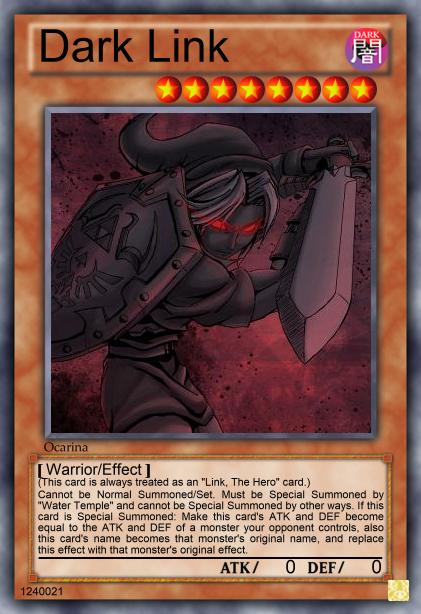 Dark Link
DARK
闇
Ocarina
[ Warrior/Effect ]
(This card is always treated as an "Link, The Hero" card.)
Cannot be Normal Summoned/Set. Must be Special Summoned by
"Water Temple" and cannot be Special Summoned by other ways. If this
card is Special Summoned: Make this card's ATK and DEF become
equal to the ATK and DEF of a monster your opponent controls, also
this card's name becomes that monster's original name, and replace
this effect with that monster's original effect.
ATK/ 0 DEF/ 0
1240021